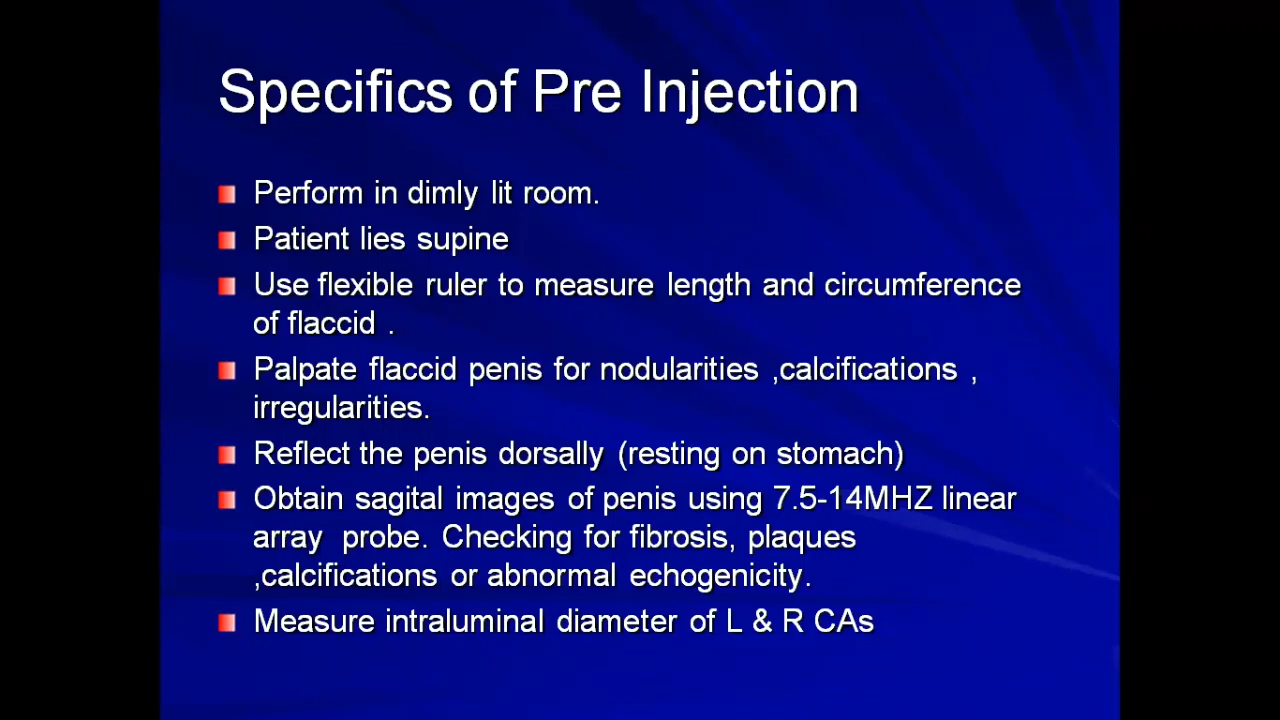 Specifics of Pre Injection
Perform in dimly lit room.
Patient lies supine
Use flexible ruler to measure length and circumference
of flaccid .
Palpate flaccid penis for nodularities ,calcifications ,
irregularities.
Reflect the penis dorsally (resting on stomach)
Obtain sagital images of penis using 7.5-14MHZ linear
array probe. Checking for fibrosis, plaques
,calcifications or abnormal echogenicity.
Measure intraluminal diameter of L & R CAs